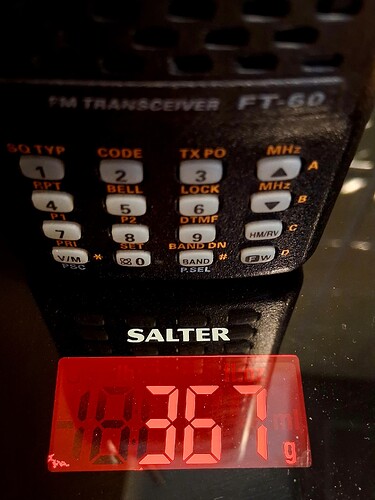 FM TRANSCEIVER FT-60
SQ TYP CODE TX PO MHz
1 2 3 ▲ A
RPT BELL LOCK MHz
4 5 6 ▼ B
P1 P2 DTMF
7 8 9 HM/RV C
PRI SET BAND DN
V/M * 0 BAND # F W D
PSC P.SEL
SALTER
367 g